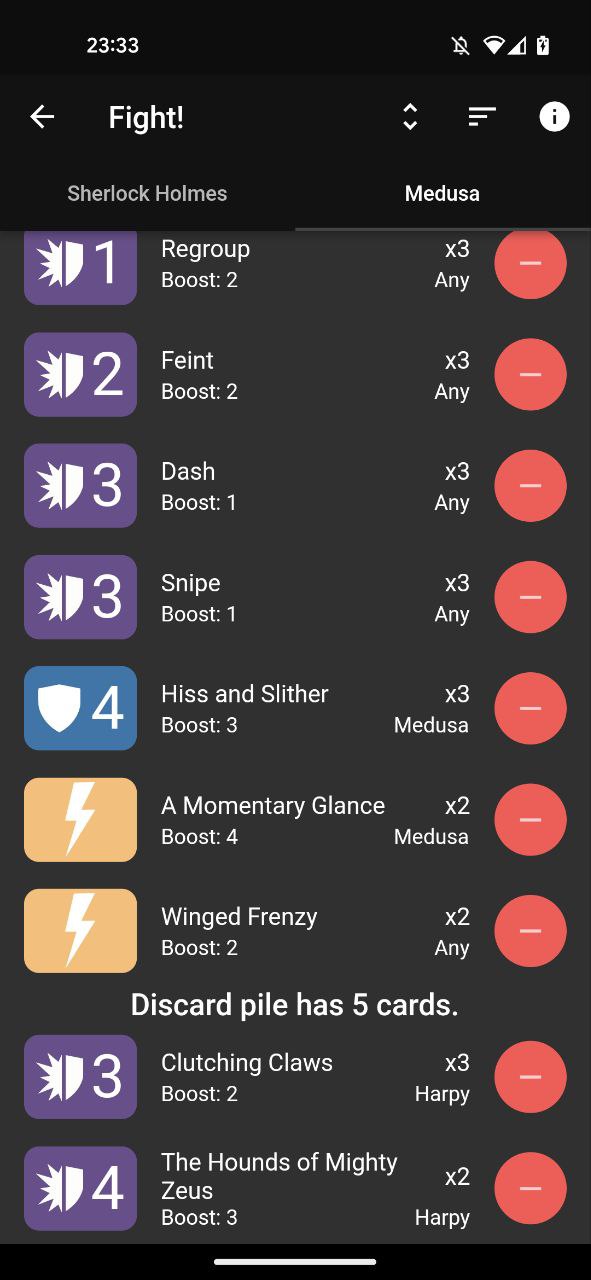 23:33
Fight!
Sherlock Holmes
Medusa
1
Regroup
x3
Boost: 2
Any
2
Feint
x3
Boost: 2
Any
3
Dash
x3
Boost: 1
Any
3
Snipe
x3
Boost: 1
Any
4
Hiss and Slither
x3
Boost: 3
Medusa
A Momentary Glance
x2
Boost: 4
Medusa
Winged Frenzy
x2
Boost: 2
Any
Discard pile has 5 cards.
3
Clutching Claws
x3
Boost: 2
Harpy
4
The Hounds of Mighty
Zeus
x2
Boost: 3
Harpy